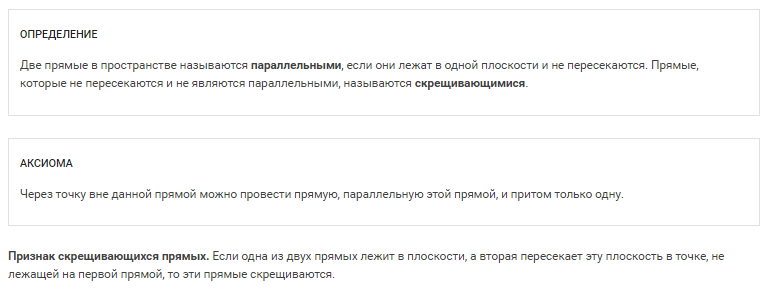 ОПРЕДЕЛЕНИЕ
Две прямые в пространстве называются параллельными, если они лежат в одной плоскости и не пересекаются. Прямые,
которые не пересекаются и не являются параллельными, называются скрещивающимися.
АКСИОМА
Через точку вне данной прямой можно провести прямую, параллельную этой прямой, и притом только одну.
Признак скрещивающихся прямых. Если одна из двух прямых лежит в плоскости, а вторая пересекает эту плоскость в точке, не
лежащей на первой прямой, то эти прямые скрещиваются.